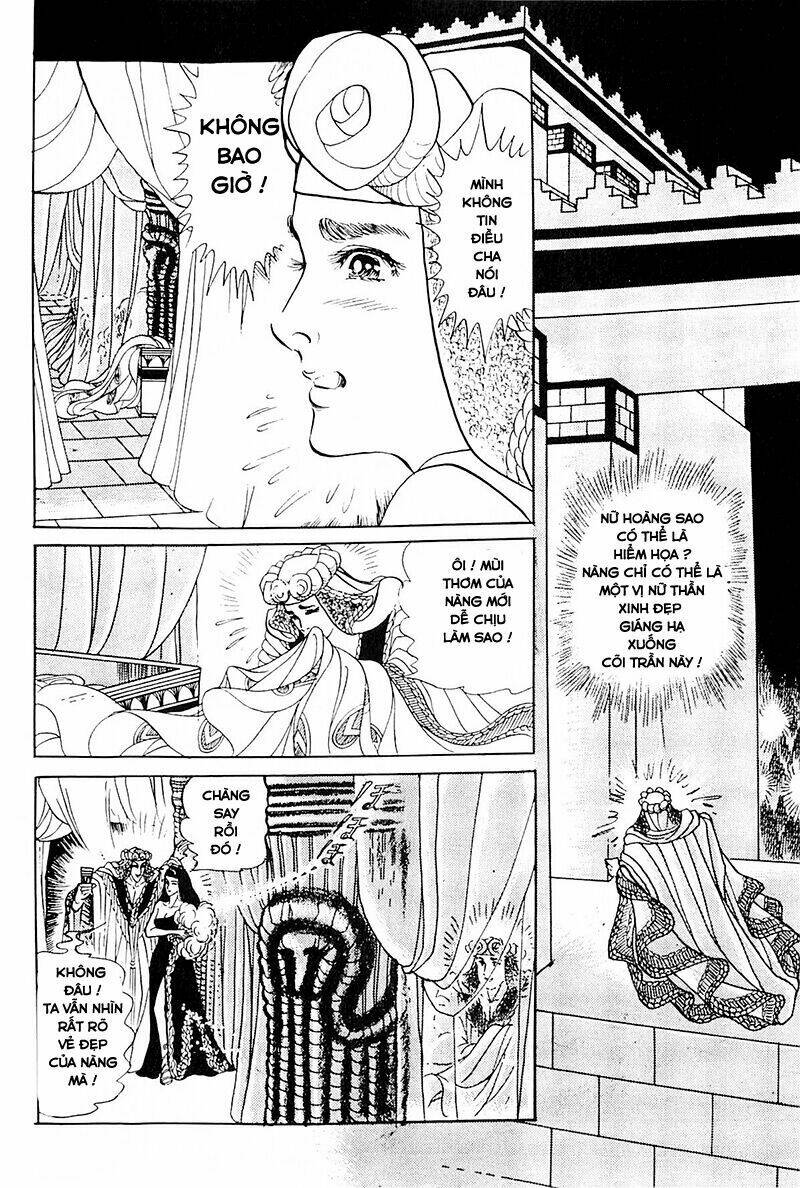 KHÔNG
BAO
GIỜ !
MÌNH
KHÔNG
TIN
ĐIỀU
CHA
NÓI
ĐÂU !
NỮ HOÀNG SAO
CÓ THỂ LÀ
HIỂM HỌA ?
NÀNG CHỈ CÓ THỂ LÀ
MỘT VỊ NỮ THẦN
XINH ĐẸP
GIÁNG HẠ
XUỐNG
CÕI TRẦN NÀY !
ÔI ! MÙI
THƠM CỦA
NÀNG MỚI
DỄ CHỊU
LÀM SAO !
CHÀNG
SAY
RỒI
ĐÓ !
KHÔNG
ĐÂU !
TA VẪN NHÌN
RẤT RÕ
VẺ ĐẸP
CỦA NÀNG
MÀ !